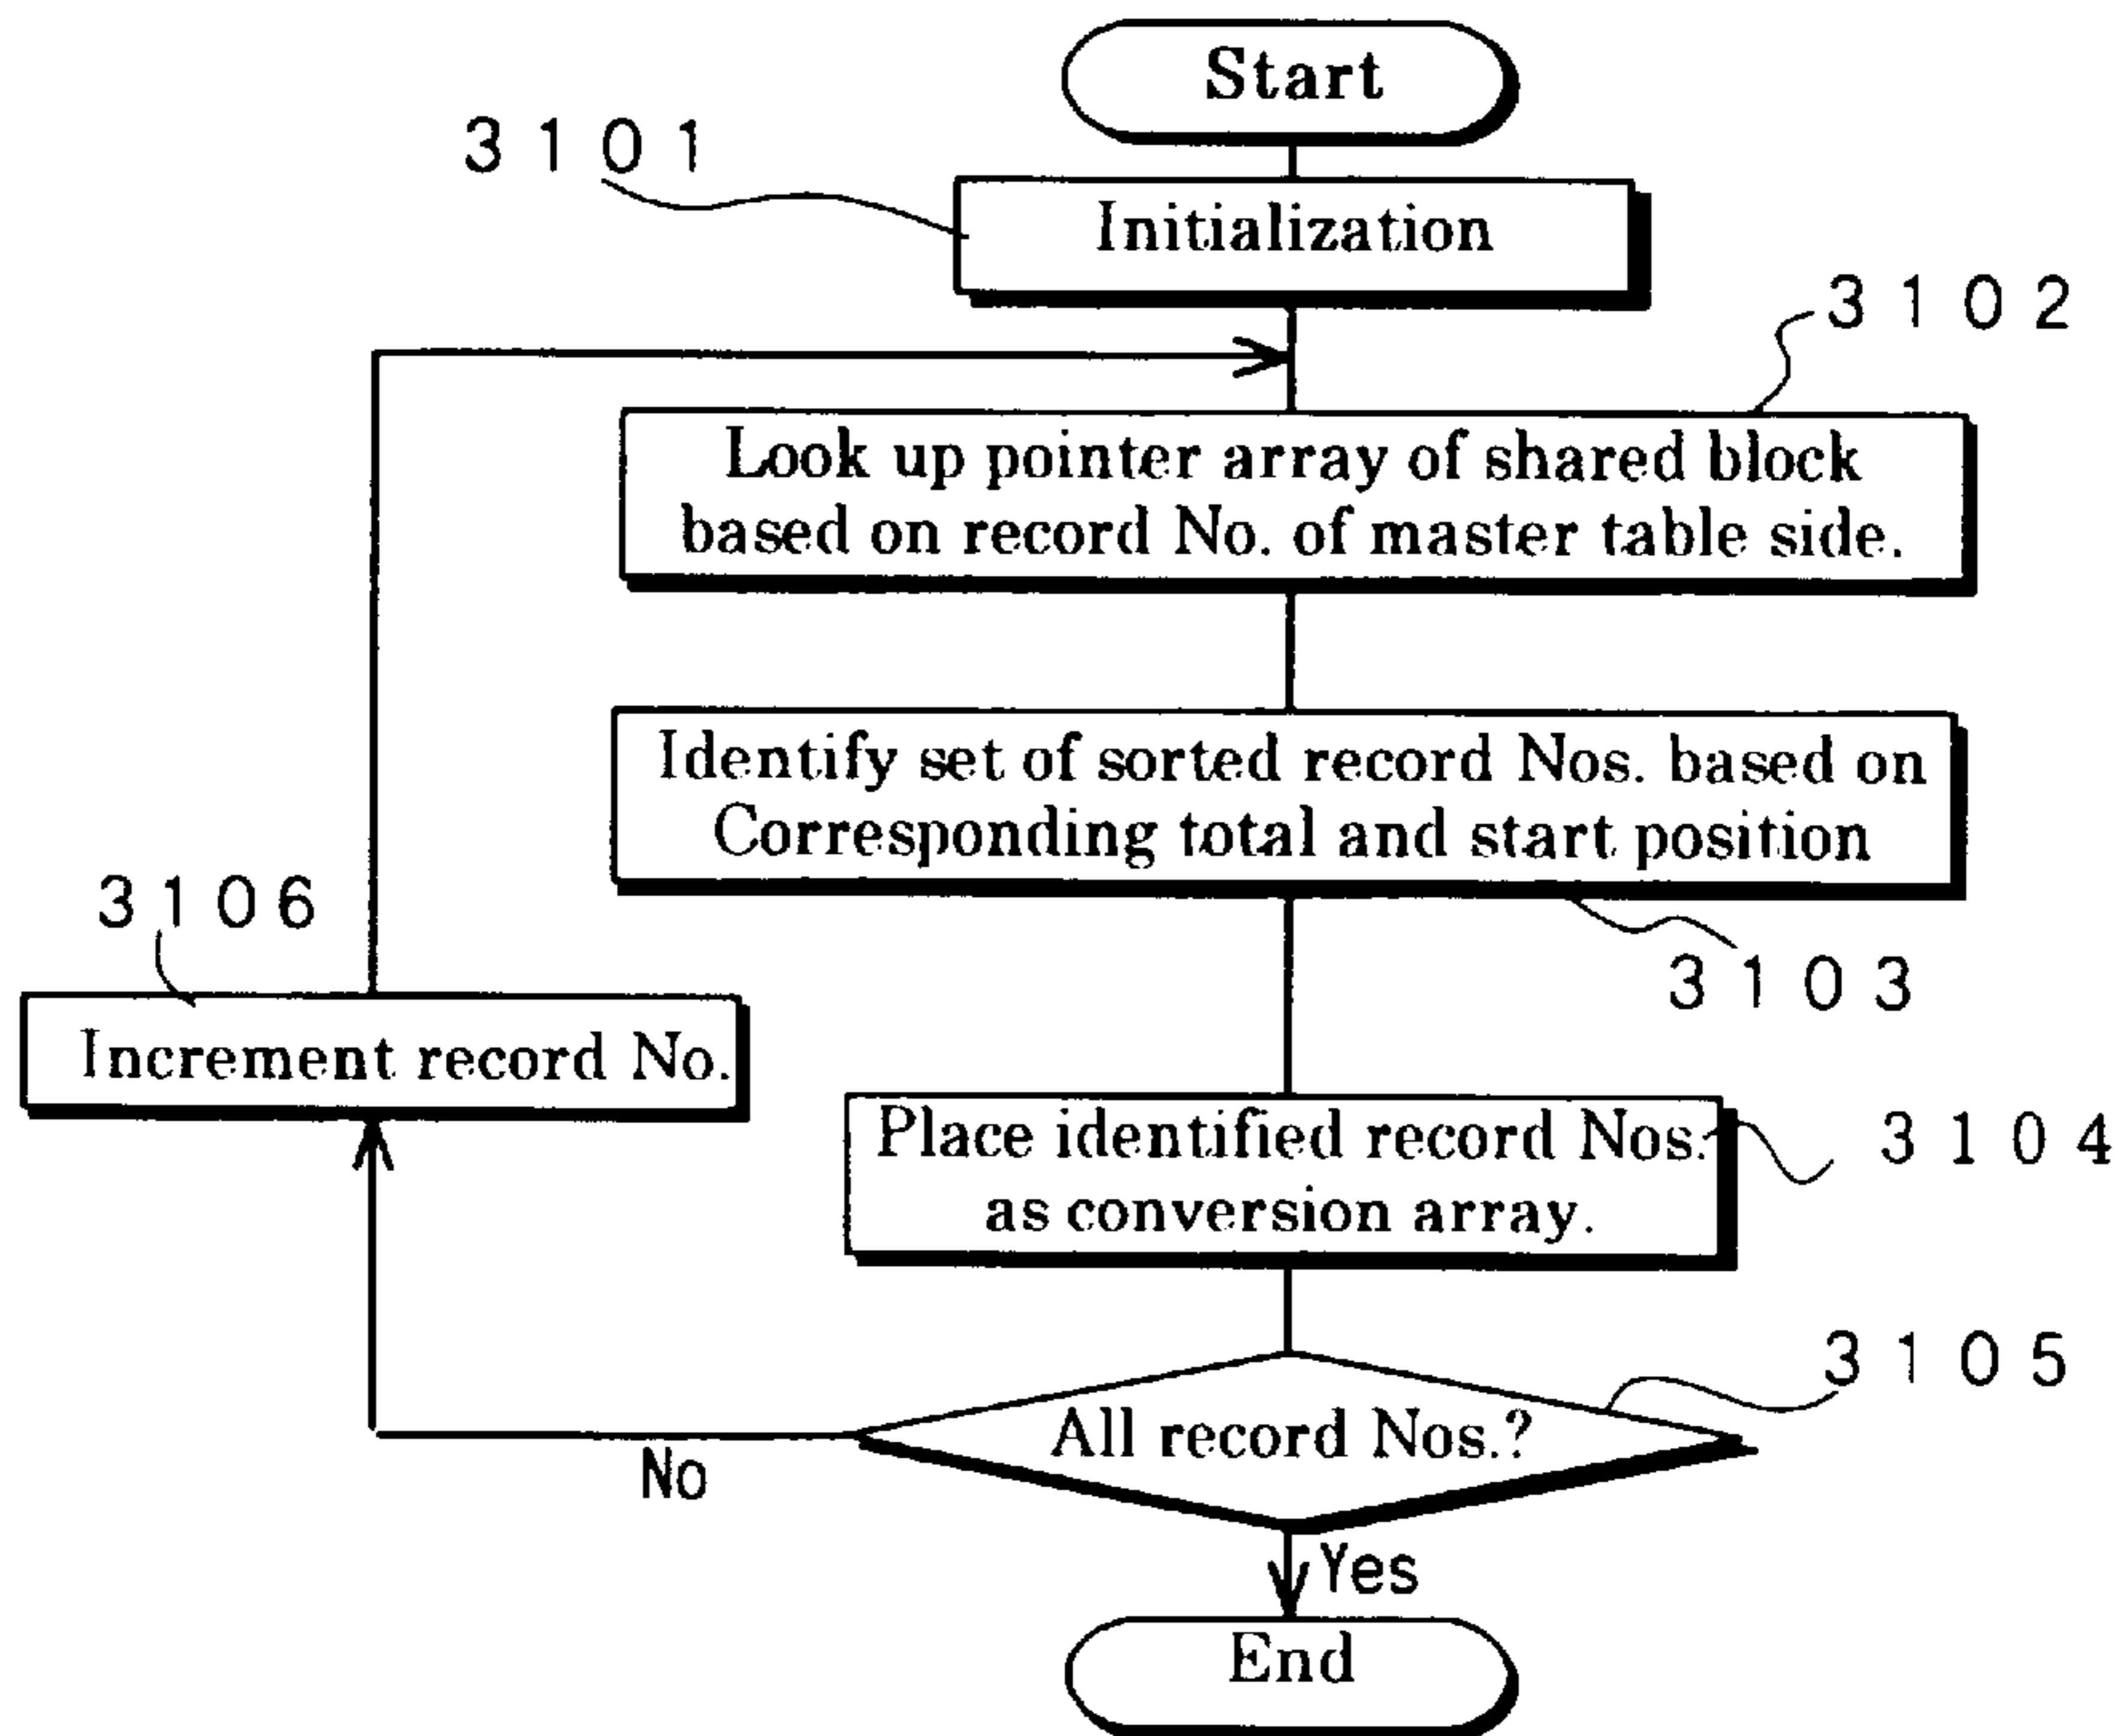 Start
3101
Initialization
3102
Look up pointer array of shared block
based on record No. of master table side.
Identify set of sorted record Nos. based on
Corresponding total and start position
3103
3106
Increment record No.
Place identified record Nos.
as conversion array.
3104
3105
All record Nos.?
No
Yes
End